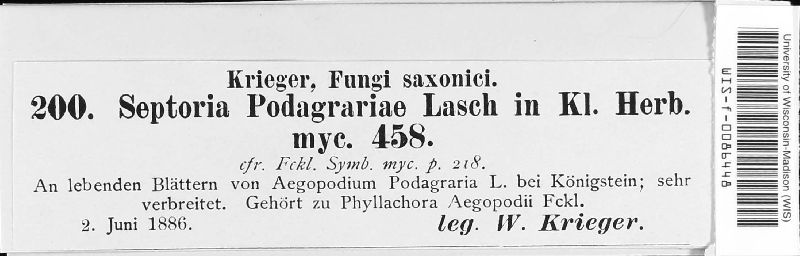 Krieger, Fungi saxonici.
200. Septoria Podagrariae Lasch in Kl. Herb.
myc. 458.
cfr. Fckl. Symb. myc. p. 218.
An lebenden Blättern von Aegopodium Podagraria L. bei Königstein; sehr
verbreitet. Gehört zu Phyllachora Aegopodii Fckl.
2. Juni 1886. leg. W. Krieger.
University of Wisconsin-Madison (WIS)
WIS-f-0086448